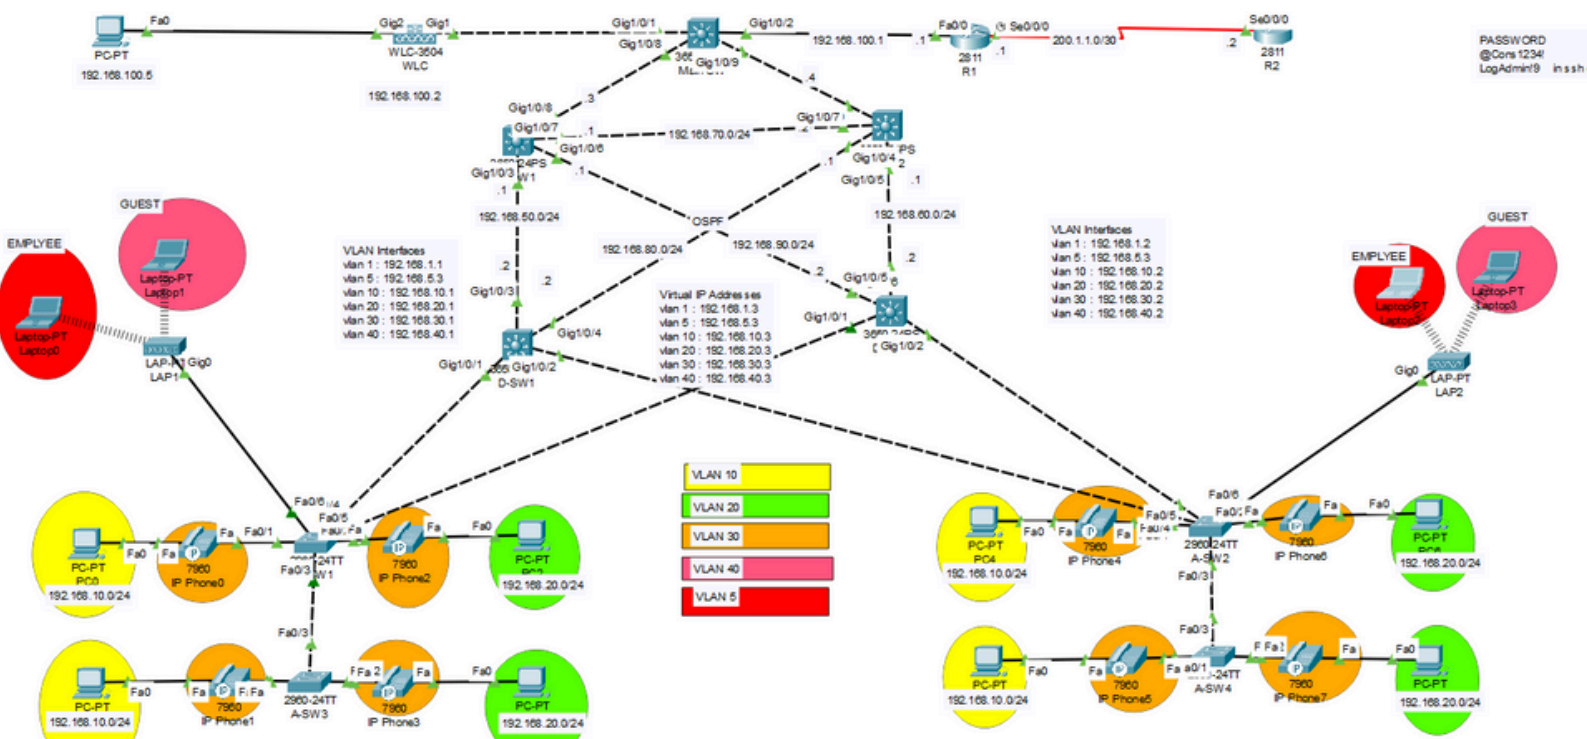 Fa0
PC-PT
192.168.100.5
Gig2
Gig1
WLC-3504
WLC
192.168.100.2
Gig1/0/1
Gig1/0/8
Gig1/0/9
Gig1/0/2
192.168.100.1
.1
Fa0/0
2811
R1
Se0/0/0
.1
200.1.1.0/30
.2
Se0/0/0
2811
R2
PASSWORD
@Cons1234!
LogAdmin!9 in ssh
.3
.4
Gig1/0/8
Gig1/0/7
.1
192.168.70.0/24
Gig1/0/7
Gig1/0/6
.1
Gig1/0/3
.1
.1
Gig1/0/4
Gig1/0/5
.1
192.168.50.0/24
OSPF
192.168.60.0/24
192.168.80.0/24
192.168.90.0/24
.2
.2
.2
.2
GUEST
Laptop-PT
Laptop1
EMPLYEE
Laptop-PT
Laptop0
LAP1
Gig0
VLAN Interfaces
vlan 1 : 192.168.1.1
vlan 5 : 192.168.5.3
vlan 10 : 192.168.10.1
vlan 20 : 192.168.20.1
vlan 30 : 192.168.30.1
vlan 40 : 192.168.40.1
Gig1/0/3
Gig1/0/4
Gig1/0/1
Gig1/0/2
D-SW1
Virtual IP Addresses
vlan 1 : 192.168.1.3
vlan 5 : 192.168.5.3
vlan 10 : 192.168.10.3
vlan 20 : 192.168.20.3
vlan 30 : 192.168.30.3
vlan 40 : 192.168.40.3
Gig1/0/5
Gig1/0/1
Gig1/0/2
VLAN Interfaces
vlan 1 : 192.168.1.2
vlan 5 : 192.168.5.3
vlan 10 : 192.168.10.2
vlan 20 : 192.168.20.2
vlan 30 : 192.168.30.2
vlan 40 : 192.168.40.2
EMPLYEE
Laptop-PT
GUEST
Laptop-PT
Laptop3
Gig0
LAP-PT
LAP2
VLAN 10
VLAN 20
VLAN 30
VLAN 40
VLAN 5
PC-PT
PC0
192.168.10.0/24
Fa0
Fa
7960
IP Phone0
Fa
Fa0/1
Fa0/6
Fa0/5
Fa0/3
Fa
7960
IP Phone2
Fa
Fa0
PC-PT
192.168.20.0/24
Fa0/3
PC-PT
192.168.10.0/24
Fa0
Fa
7960
IP Phone1
Fa
2960-24TT
A-SW3
7960
IP Phone3
Fa
Fa0
PC-PT
192.168.20.0/24
PC-PT
PC4
192.168.10.0/24
Fa0
Fa
7960
IP Phone4
Fa
Fa0/5
Fa0/4
Fa0/6
2960-24TT
A-SW2
Fa0/3
Fa
7960
IP Phone6
Fa
Fa0
PC-PT
192.168.20.0/24
Fa0/3
PC-PT
192.168.10.0/24
Fa0
Fa
7960
IP Phone5
Fa
A-SW4
7960
IP Phone7
Fa
Fa0
PC-PT
192.168.20.0/24